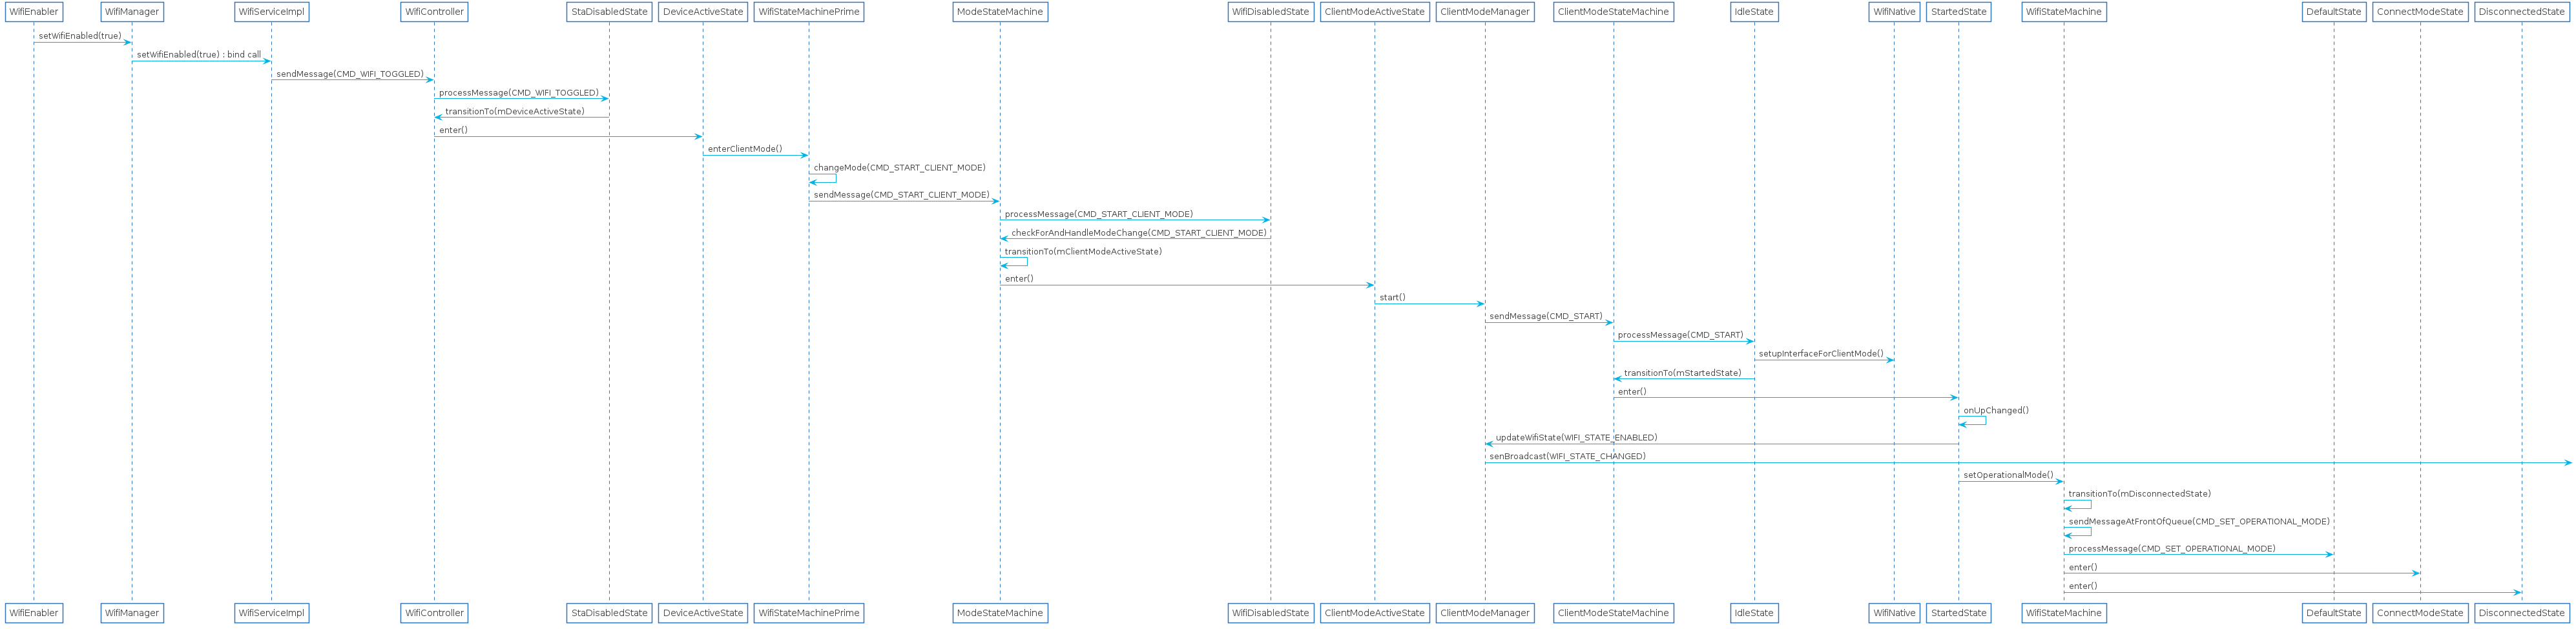 WifiEnabler
WifiManager
WifiServiceImpl
WifiController
StaDisabledState
DeviceActiveState
WifiStateMachinePrime
ModeStateMachine
WifiDisabledState
ClientModeActiveState
ClientModeManager
ClientModeStateMachine
IdleState
WifiNative
StartedState
WifiStateMachine
DefaultState
ConnectModeState
DisconnectedState
setWifiEnabled(true)
setWifiEnabled(true) : bind call
sendMessage(CMD_WIFI_TOGGLED)
processMessage(CMD_WIFI_TOGGLED)
transitionTo(mDeviceActiveState)
enter()
enterClientMode()
changeMode(CMD_START_CLIENT_MODE)
sendMessage(CMD_START_CLIENT_MODE)
processMessage(CMD_START_CLIENT_MODE)
checkForAndHandleModeChange(CMD_START_CLIENT_MODE)
transitionTo(mClientModeActiveState)
enter()
start()
sendMessage(CMD_START)
processMessage(CMD_START)
setupInterfaceForClientMode()
transitionTo(mStartedState)
enter()
onUpChanged()
updateWifiState(WIFI_STATE_ENABLED)
senBroadcast(WIFI_STATE_CHANGED)
setOperationalMode()
transitionTo(mDisconnectedState)
sendMessageAtFrontOfQueue(CMD_SET_OPERATIONAL_MODE)
processMessage(CMD_SET_OPERATIONAL_MODE)
enter()
enter()
WifiEnabler
WifiManager
WifiServiceImpl
WifiController
StaDisabledState
DeviceActiveState
WifiStateMachinePrime
ModeStateMachine
WifiDisabledState
ClientModeActiveState
ClientModeManager
ClientModeStateMachine
IdleState
WifiNative
StartedState
WifiStateMachine
DefaultState
ConnectModeState
DisconnectedState